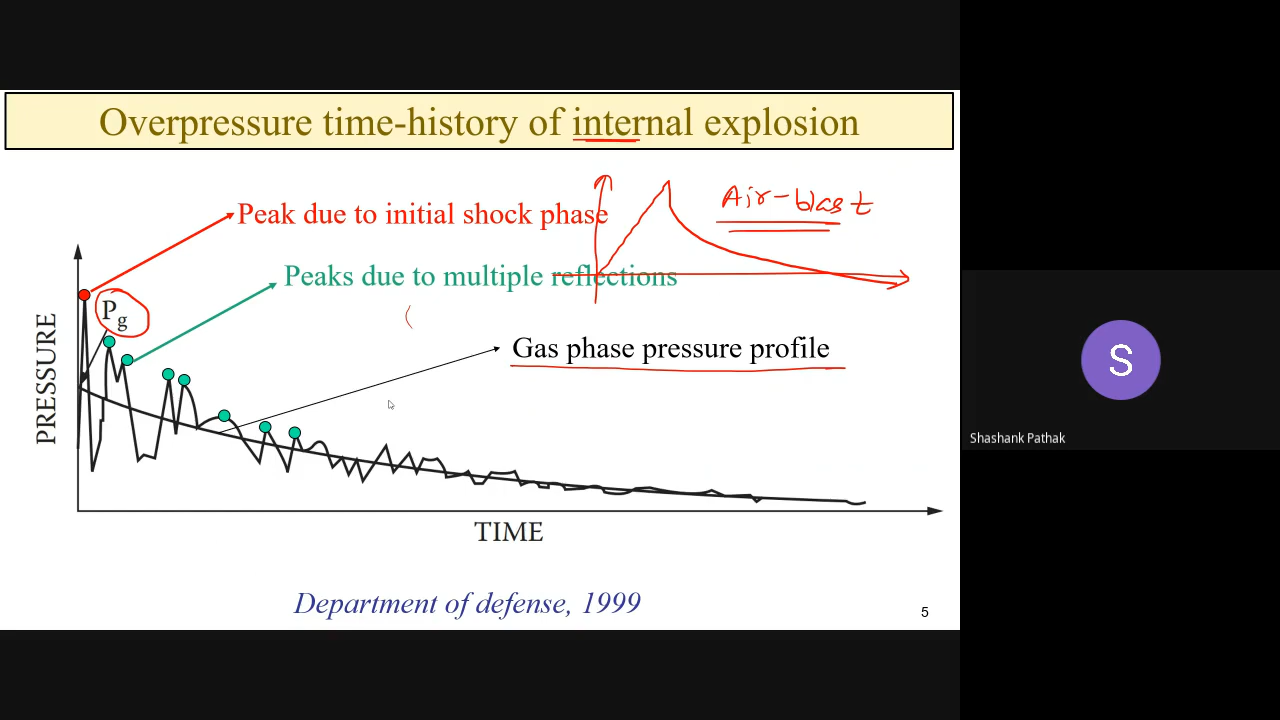 Overpressure time-history of internal explosion
Air-blast
Peak due to initial shock phase
Peaks due to multiple reflections
Pg
Gas phase pressure profile
PRESSURE
S
Shashank Pathak
TIME
Department of defense, 1999
5